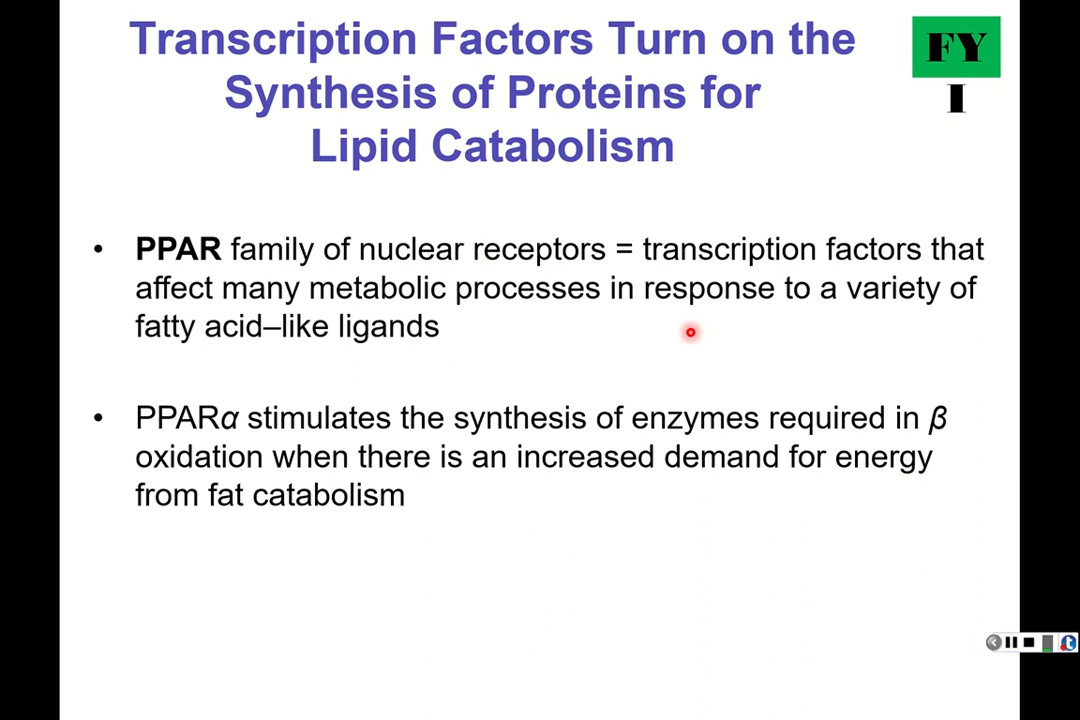 Transcription Factors Turn on the
Synthesis of Proteins for
Lipid Catabolism
FY
I
• PPAR family of nuclear receptors = transcription factors that
affect many metabolic processes in response to a variety of
fatty acid–like ligands
• PPARα stimulates the synthesis of enzymes required in β
oxidation when there is an increased demand for energy
from fat catabolism
t